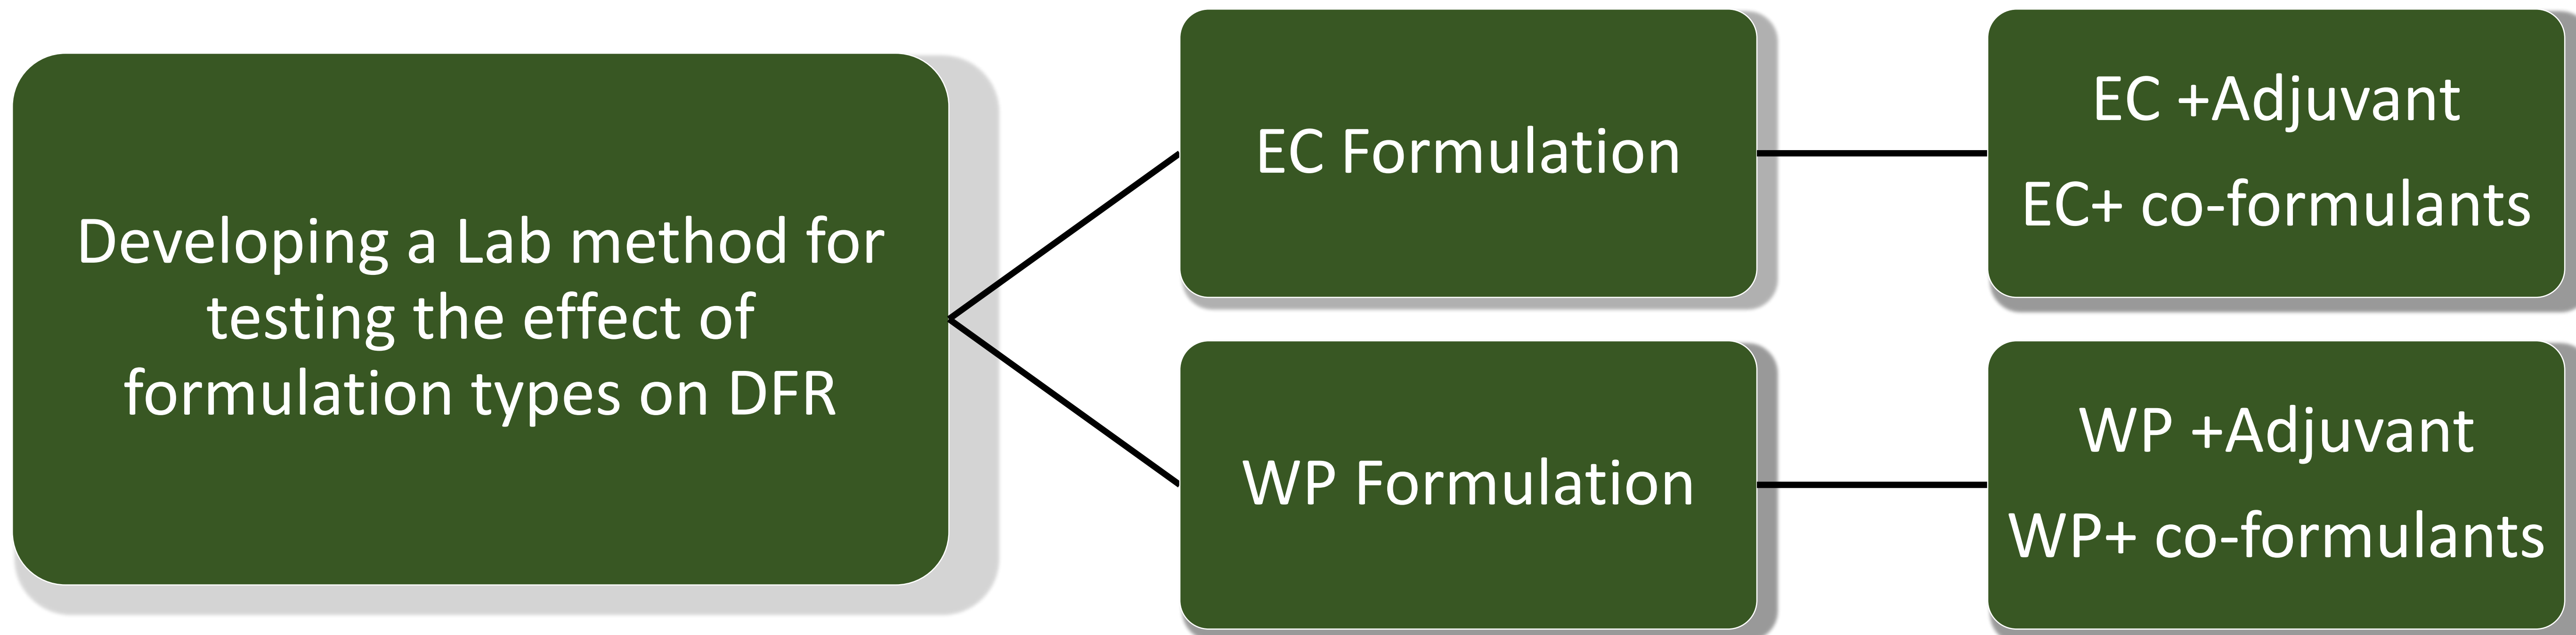 Developing a Lab method for
testing the effect of
formulation types on DFR
EC Formulation
EC +Adjuvant
EC+ co-formulants
WP Formulation
WP +Adjuvant
WP+ co-formulants